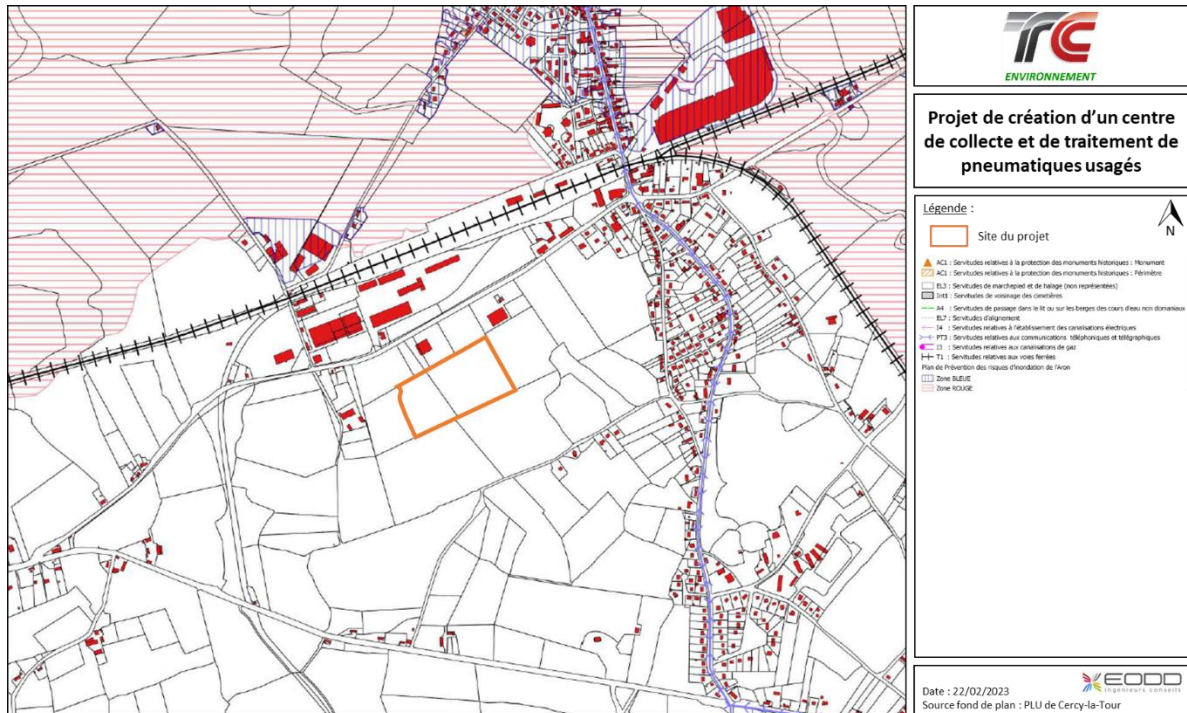 TRC
ENVIRONNEMENT
Projet de création d'un centre
de collecte et de traitement de
pneumatiques usagés
Légende :
N
Site du projet
AC1 : Servitudes relatives à la protection des monuments historiques : Monument
AC1 : Servitudes relatives à la protection des monuments historiques : Périmètre
EL3 : Servitudes de marchepied et de halage (non représentées)
Int1 : Servitudes de voisinage des cimetières
A4 : Servitudes de passage dans le lit ou sur les berges des cours d'eau non domaniaux
EL7 : Servitudes d'alignement
I4 : Servitudes relatives à l'établissement des canalisations électriques
PT3 : Servitudes relatives aux communications téléphoniques et télégraphiques
I3 : Servitudes relatives aux canalisations de gaz
T1 : Servitudes relatives aux voies ferrées
Plan de Prévention des risques d'inondation de l'Aron
Zone BLEUE
Zone ROUGE
EODD
ingénieurs conseils
Date : 22/02/2023
Source fond de plan : PLU de Cercy-la-Tour